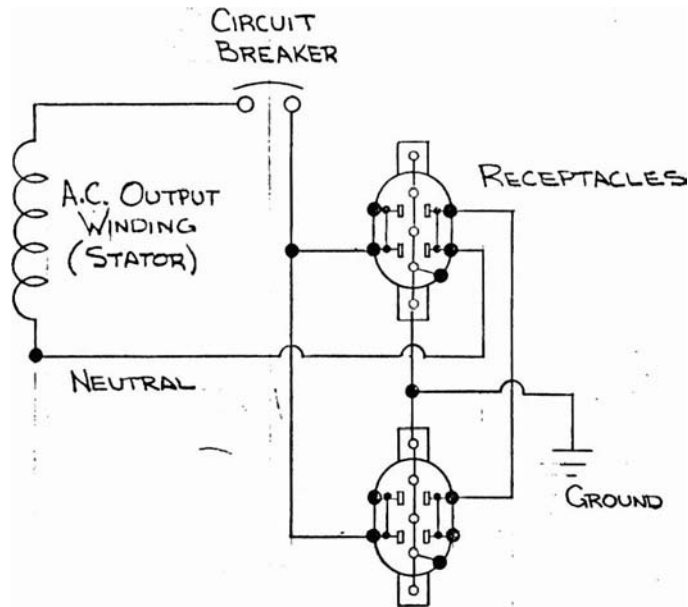 CIRCUIT
BREAKER
A.C. OUTPUT
WINDING
(STATOR)
RECEPTACLES
NEUTRAL
GROUND